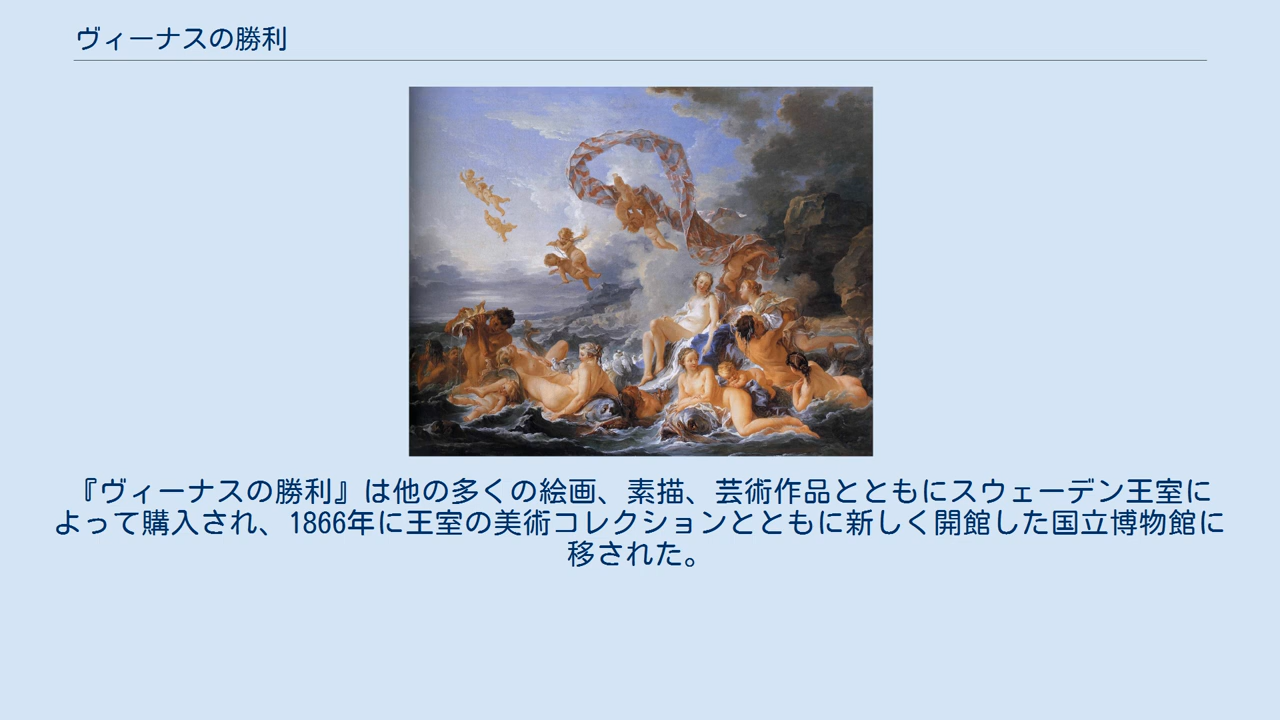 ヴィーナスの勝利
『ヴィーナスの勝利』は他の多くの絵画、素描、芸術作品とともにスウェーデン王室に
よって購入され、1866年に王室の美術コレクションとともに新しく開館した国立博物館に
移された。